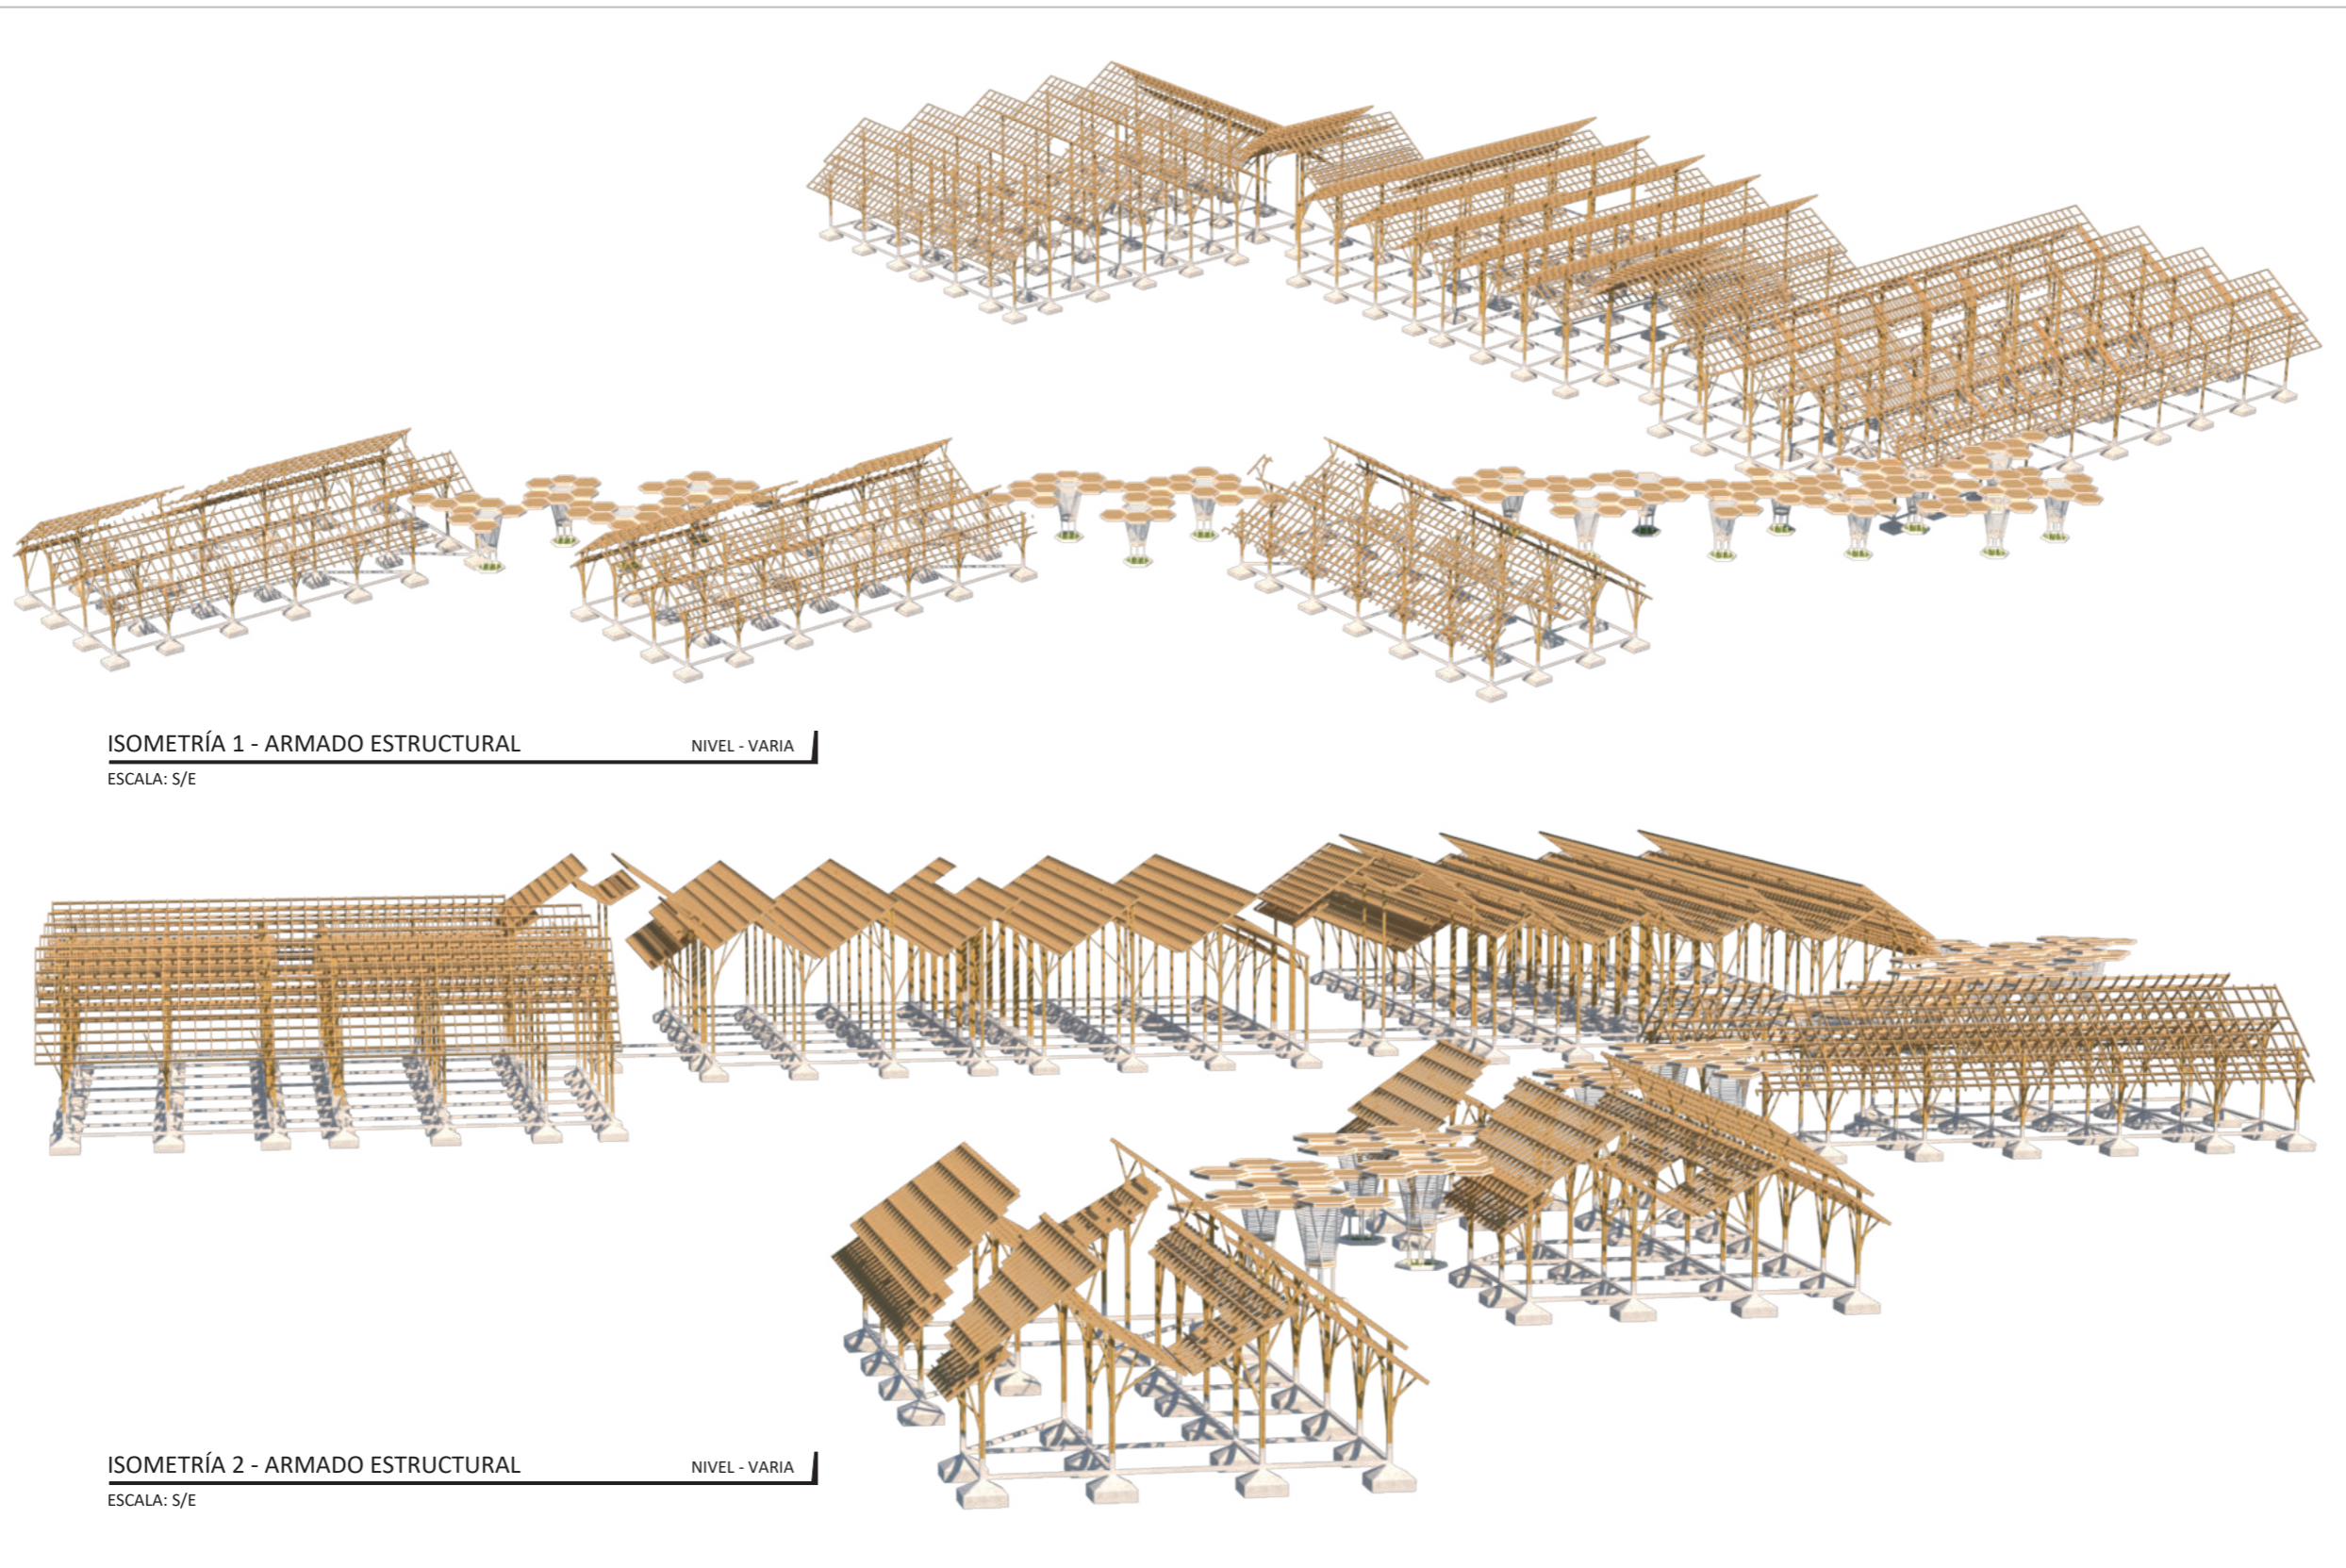 ISOMETRÍA 1 - ARMADO ESTRUCTURAL NIVEL - VARIA
ESCALA: S/E
ISOMETRÍA 2 - ARMADO ESTRUCTURAL NIVEL - VARIA
ESCALA: S/E